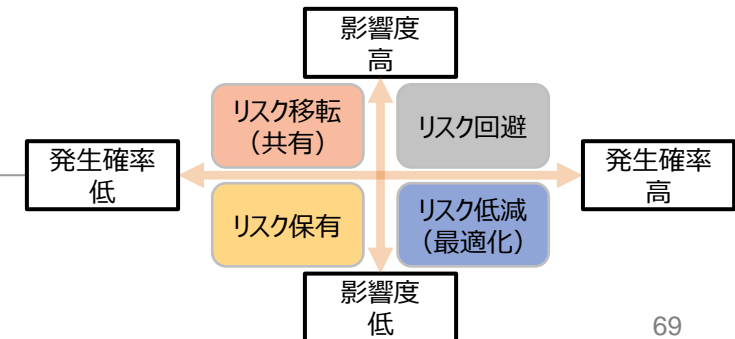 影響度
高
リスク移転
（共有）
リスク回避
発生確率
低
発生確率
高
リスク保有
リスク低減
（最適化）
影響度
低
69